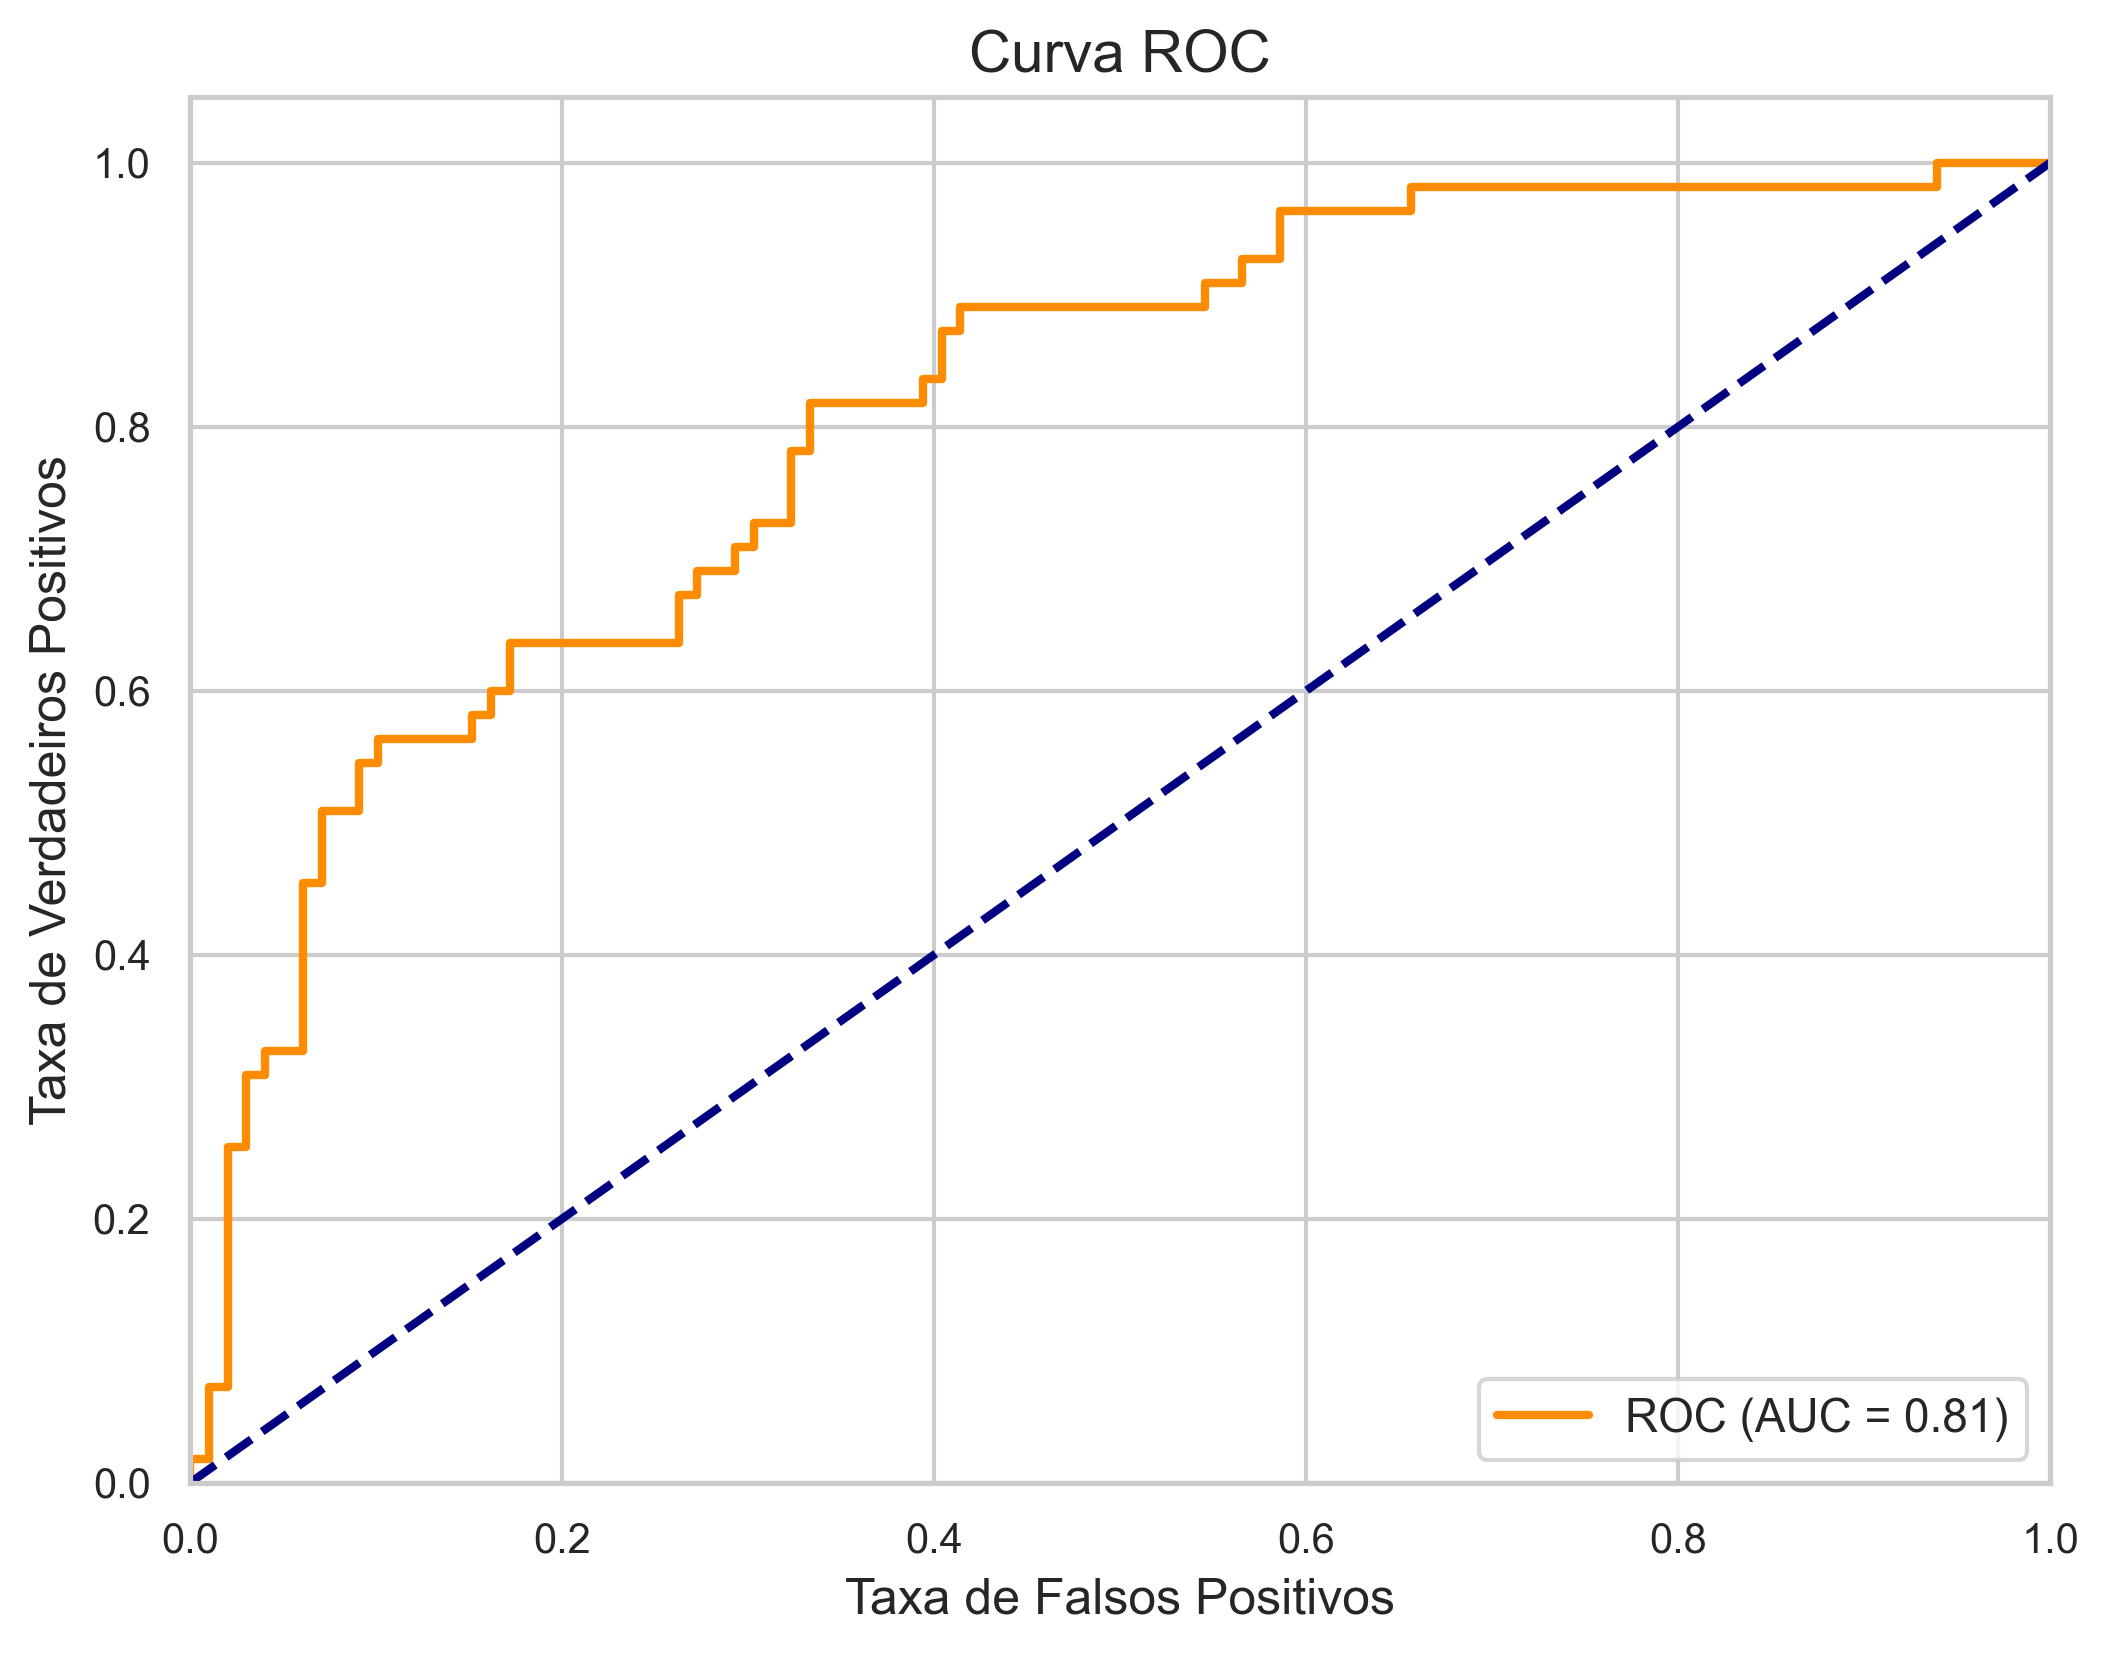 Curva ROC
1.0
0.8
0.6
0.4
0.2
0.0
Taxa de Verdadeiros Positivos
0.0 0.2 0.4 0.6 0.8 1.0
Taxa de Falsos Positivos
ROC (AUC = 0.81)